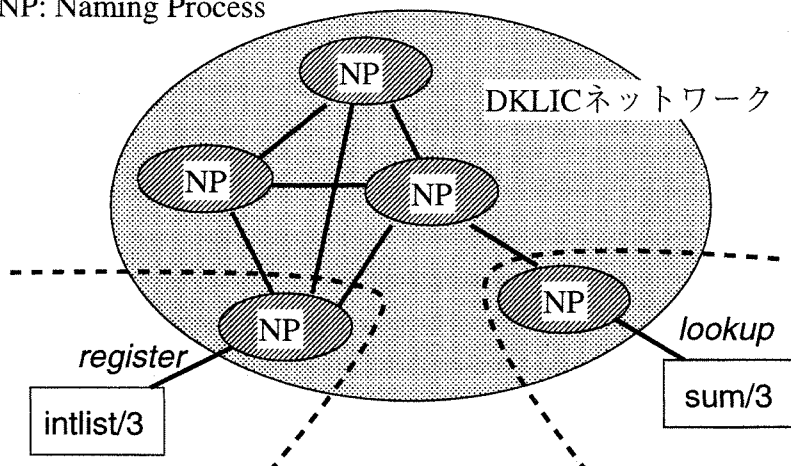 NP: Naming Process
NP
DKLICネットワーク
NP
NP
NP
NP
register
lookup
intlist/3
sum/3